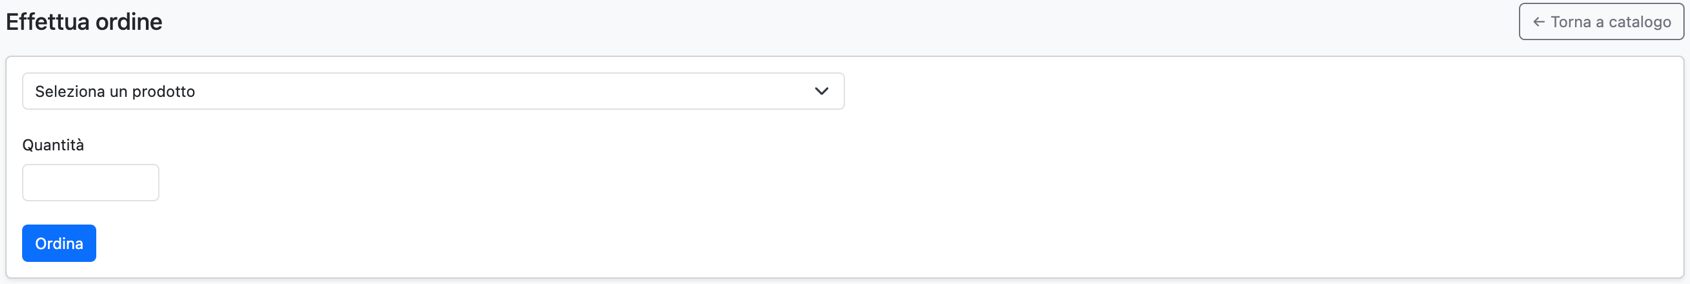 Effettua ordine
← Torna a catalogo
Seleziona un prodotto
Quantità
Ordina